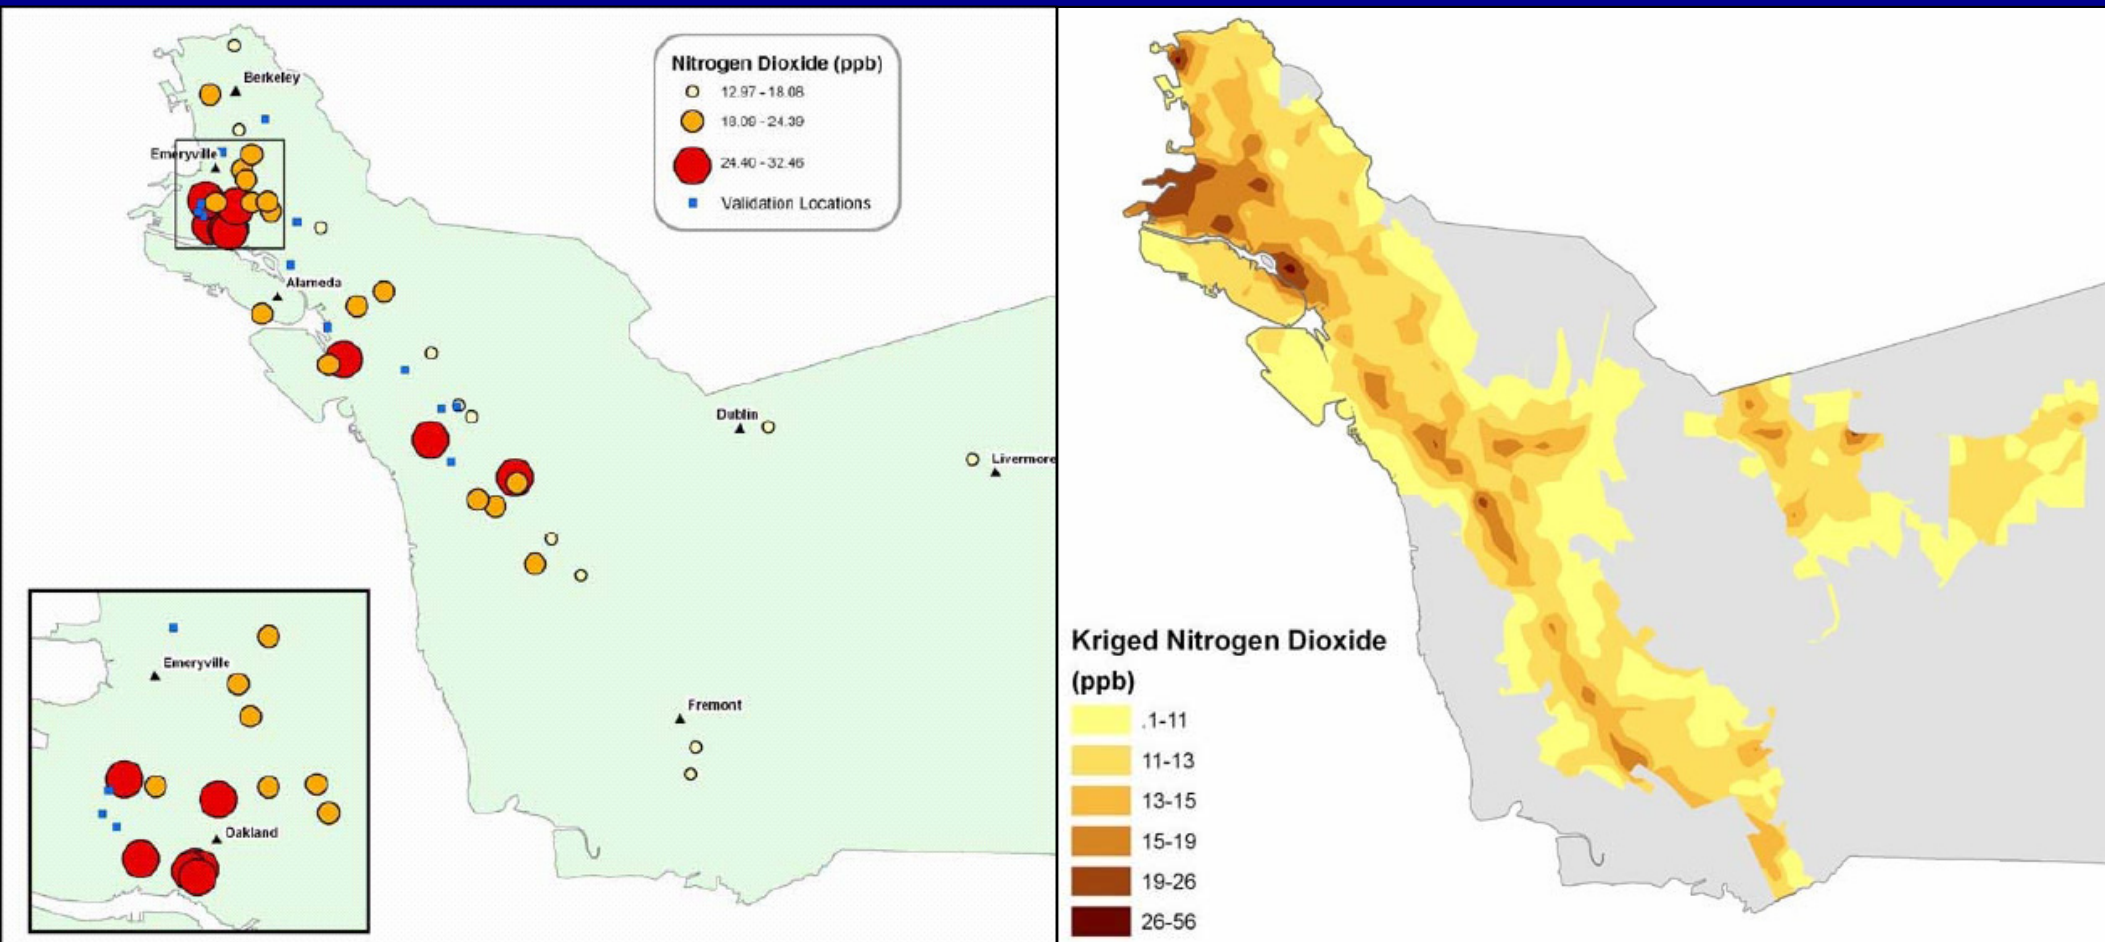 Berkeley
Emeryville
Alameda
Dublin
Livermore
Fremont
Nitrogen Dioxide (ppb)
12.97 - 18.08
18.09 - 24.39
24.40 - 32.46
Validation Locations
Emeryville
Oakland
Kriged Nitrogen Dioxide
(ppb)
.1-11
11-13
13-15
15-19
19-26
26-56